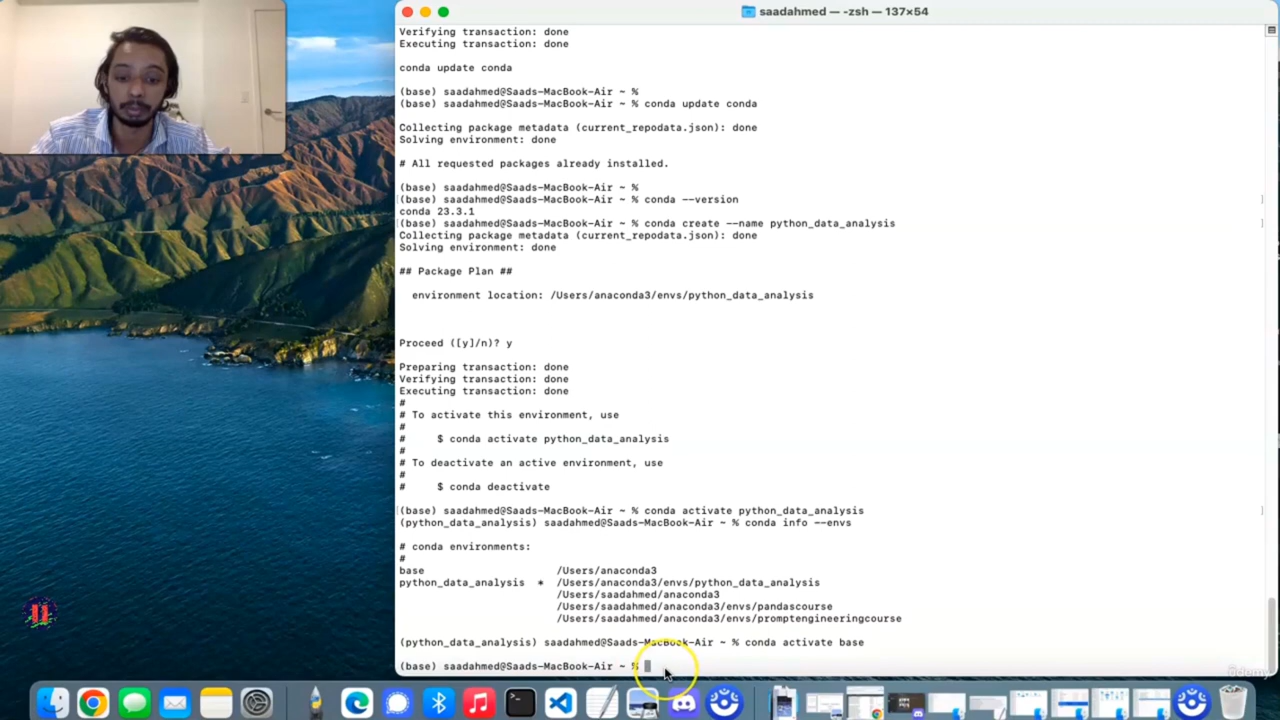 saadahmed — -zsh — 137×54
Verifying transaction: done
Executing transaction: done
conda update conda
(base) saadahmed@Saads-MacBook-Air ~ %
(base) saadahmed@Saads-MacBook-Air ~ % conda update conda
Collecting package metadata (current_repodata.json): done
Solving environment: done
# All requested packages already installed.
(base) saadahmed@Saads-MacBook-Air ~ %
(base) saadahmed@Saads-MacBook-Air ~ % conda --version
conda 23.3.1
(base) saadahmed@Saads-MacBook-Air ~ % conda create --name python_data_analysis
Collecting package metadata (current_repodata.json): done
Solving environment: done
## Package Plan ##
environment location: /Users/anaconda3/envs/python_data_analysis
Proceed ([y]/n)? y
Preparing transaction: done
Verifying transaction: done
Executing transaction: done
#
# To activate this environment, use
#
#     $ conda activate python_data_analysis
#
# To deactivate an active environment, use
#
#     $ conda deactivate
(base) saadahmed@Saads-MacBook-Air ~ % conda activate python_data_analysis
(python_data_analysis) saadahmed@Saads-MacBook-Air ~ % conda info --envs
# conda environments:
#
base                     /Users/anaconda3
python_data_analysis  *  /Users/anaconda3/envs/python_data_analysis
/Users/saadahmed/anaconda3
/Users/saadahmed/anaconda3/envs/pandascourse
/Users/saadahmed/anaconda3/envs/promptengineeringcourse
(python_data_analysis) saadahmed@Saads-MacBook-Air ~ % conda activate base
(base) saadahmed@Saads-MacBook-Air ~ %
ûdemy